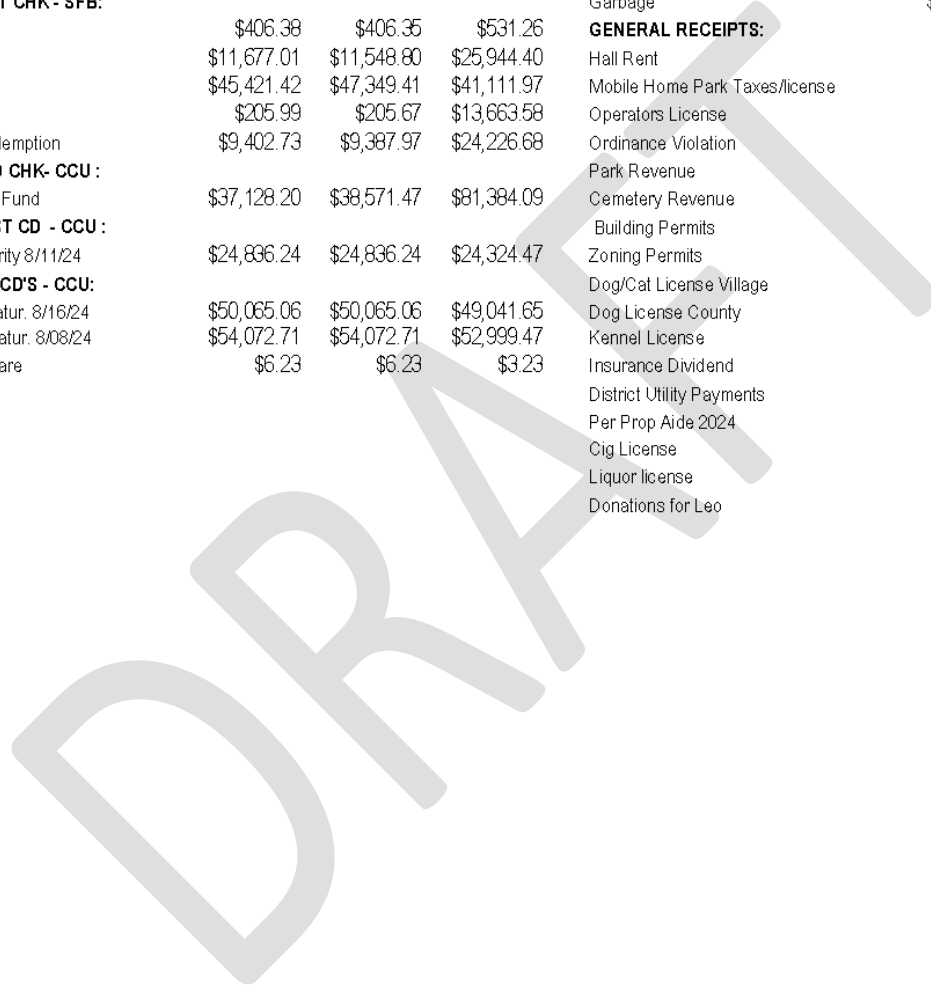 T CHK - SFB:
Garbage
$406.38 $406.35 $531.26 GENERAL RECEIPTS:
$11,677.01 $11,548.80 $25,944.40 Hall Rent
$45,421.42 $47,349.41 $41,111.97 Mobile Home Park Taxes/license
$205.99 $205.67 $13,663.58 Operators License
emption $9,402.73 $9,387.97 $24,226.68 Ordinance Violation
CHK- CCU : Park Revenue
Fund $37,128.20 $38,571.47 $81,384.09 Cemetery Revenue
ST CD - CCU : Building Permits
rity 8/11/24 $24,836.24 $24,836.24 $24,324.47 Zoning Permits
CD'S - CCU: Dog/Cat License Village
atur. 8/16/24 $50,065.06 $50,065.06 $49,041.65 Dog License County
atur. 8/08/24 $54,072.71 $54,072.71 $52,999.47 Kennel License
are $6.23 $6.23 $3.23 Insurance Dividend
District Utility Payments
Per Prop Aide 2024
Cig License
Liquor license
Donations for Leo
DRAFT